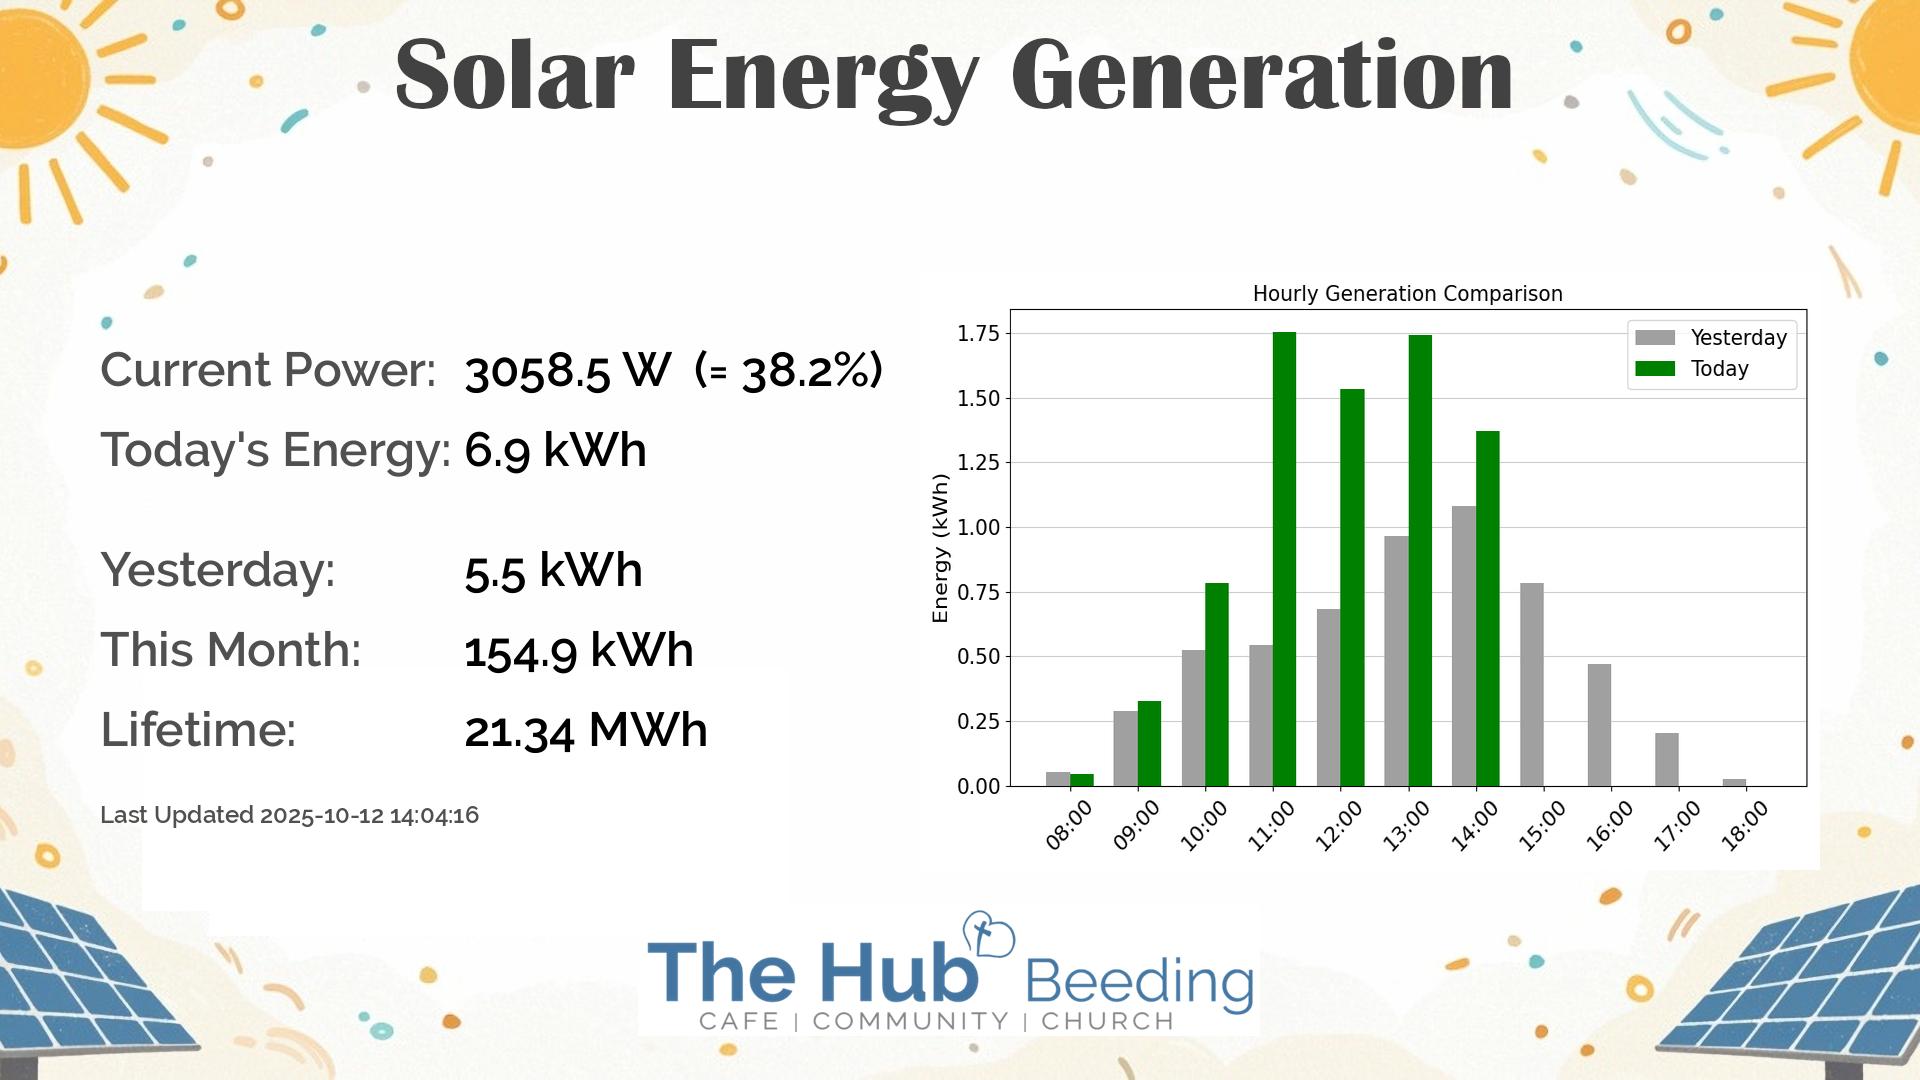 Solar Energy Generation
Current Power: 3058.5 W (= 38.2%)
Today's Energy: 6.9 kWh
Yesterday: 5.5 kWh
This Month: 154.9 kWh
Lifetime: 21.34 MWh
Last Updated 2025-10-12 14:04:16
Hourly Generation Comparison
Yesterday
Today
Energy (kWh)
1.75
1.50
1.25
1.00
0.75
0.50
0.25
0.00
08:00 09:00 10:00 11:00 12:00 13:00 14:00 15:00 16:00 17:00 18:00
The Hub Beeding
CAFE | COMMUNITY | CHURCH